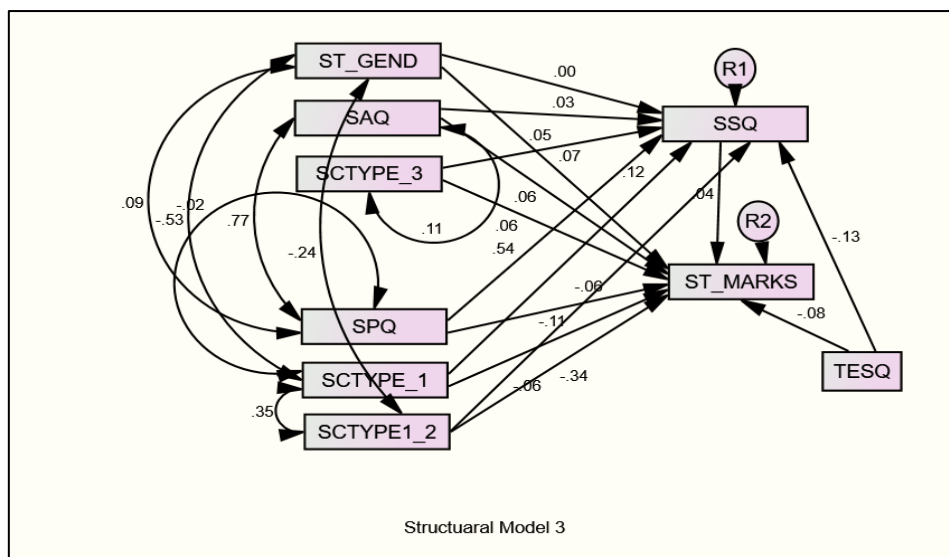 ST_GEND
R1
.00
SAQ
.03
SSQ
.05
SCTYPE_3
.07
.12
.09
-.02
-.53
.77
.06
.04
.11
.06
R2
-.13
-.24
.54
ST_MARKS
-.06
-.08
SPQ
-.11
SCTYPE_1
-.06
-.34
TESQ
.35
SCTYPE1_2
Structuaral Model 3